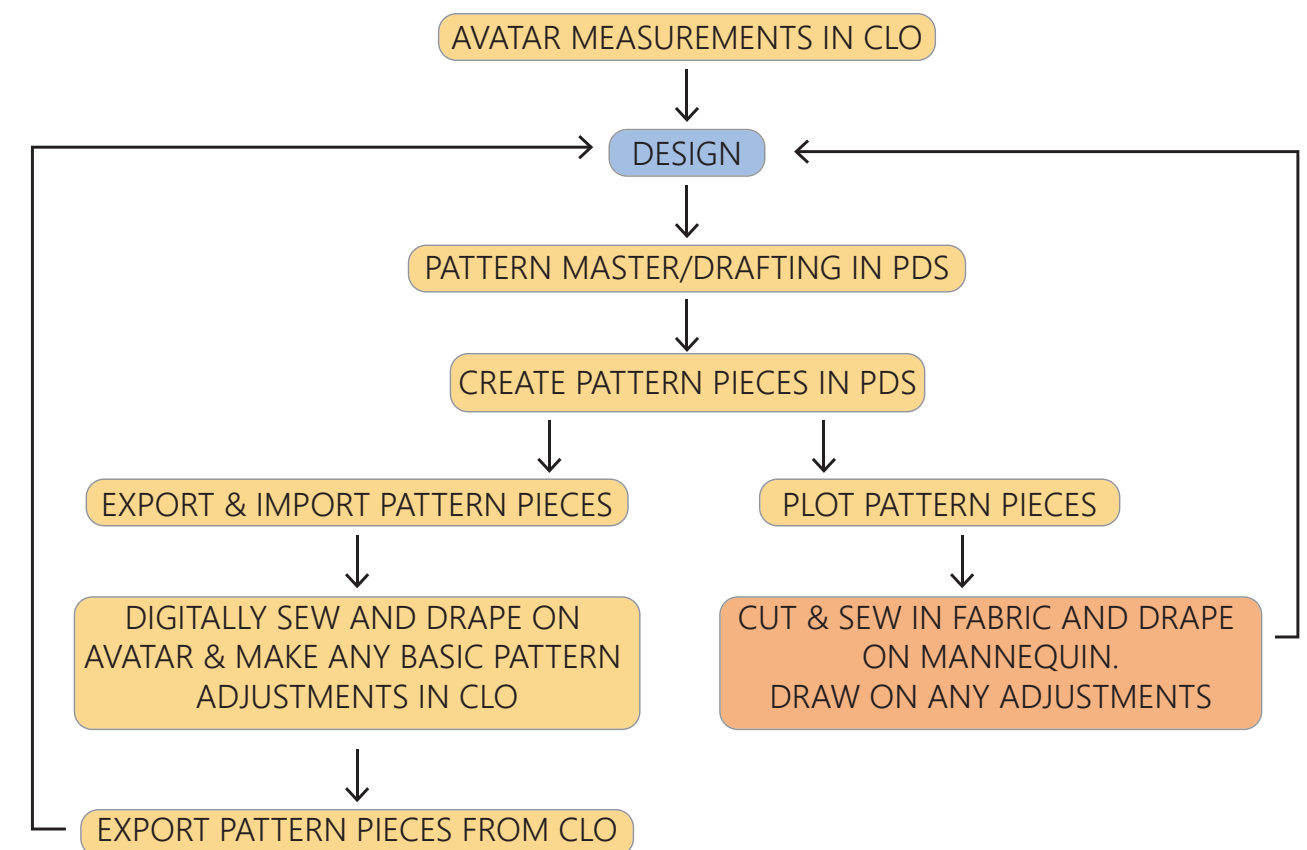 AVATAR MEASUREMENTS IN CLO
DESIGN
PATTERN MASTER/DRAFTING IN PDS
CREATE PATTERN PIECES IN PDS
EXPORT & IMPORT PATTERN PIECES
PLOT PATTERN PIECES
DIGITALLY SEW AND DRAPE ON
AVATAR & MAKE ANY BASIC PATTERN
ADJUSTMENTS IN CLO
CUT & SEW IN FABRIC AND DRAPE
ON MANNEQUIN.
DRAW ON ANY ADJUSTMENTS
EXPORT PATTERN PIECES FROM CLO